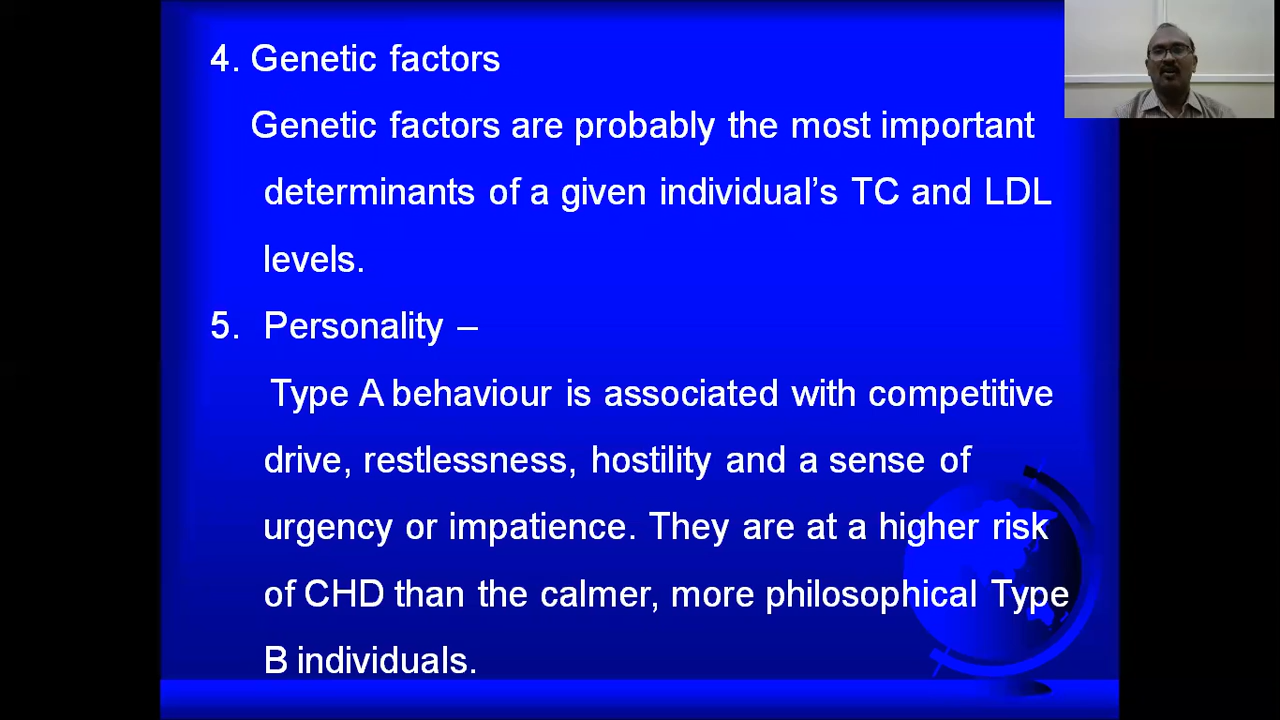 4. Genetic factors
Genetic factors are probably the most important
determinants of a given individual’s TC and LDL
levels.
5. Personality –
Type A behaviour is associated with competitive
drive, restlessness, hostility and a sense of
urgency or impatience. They are at a higher risk
of CHD than the calmer, more philosophical Type
B individuals.